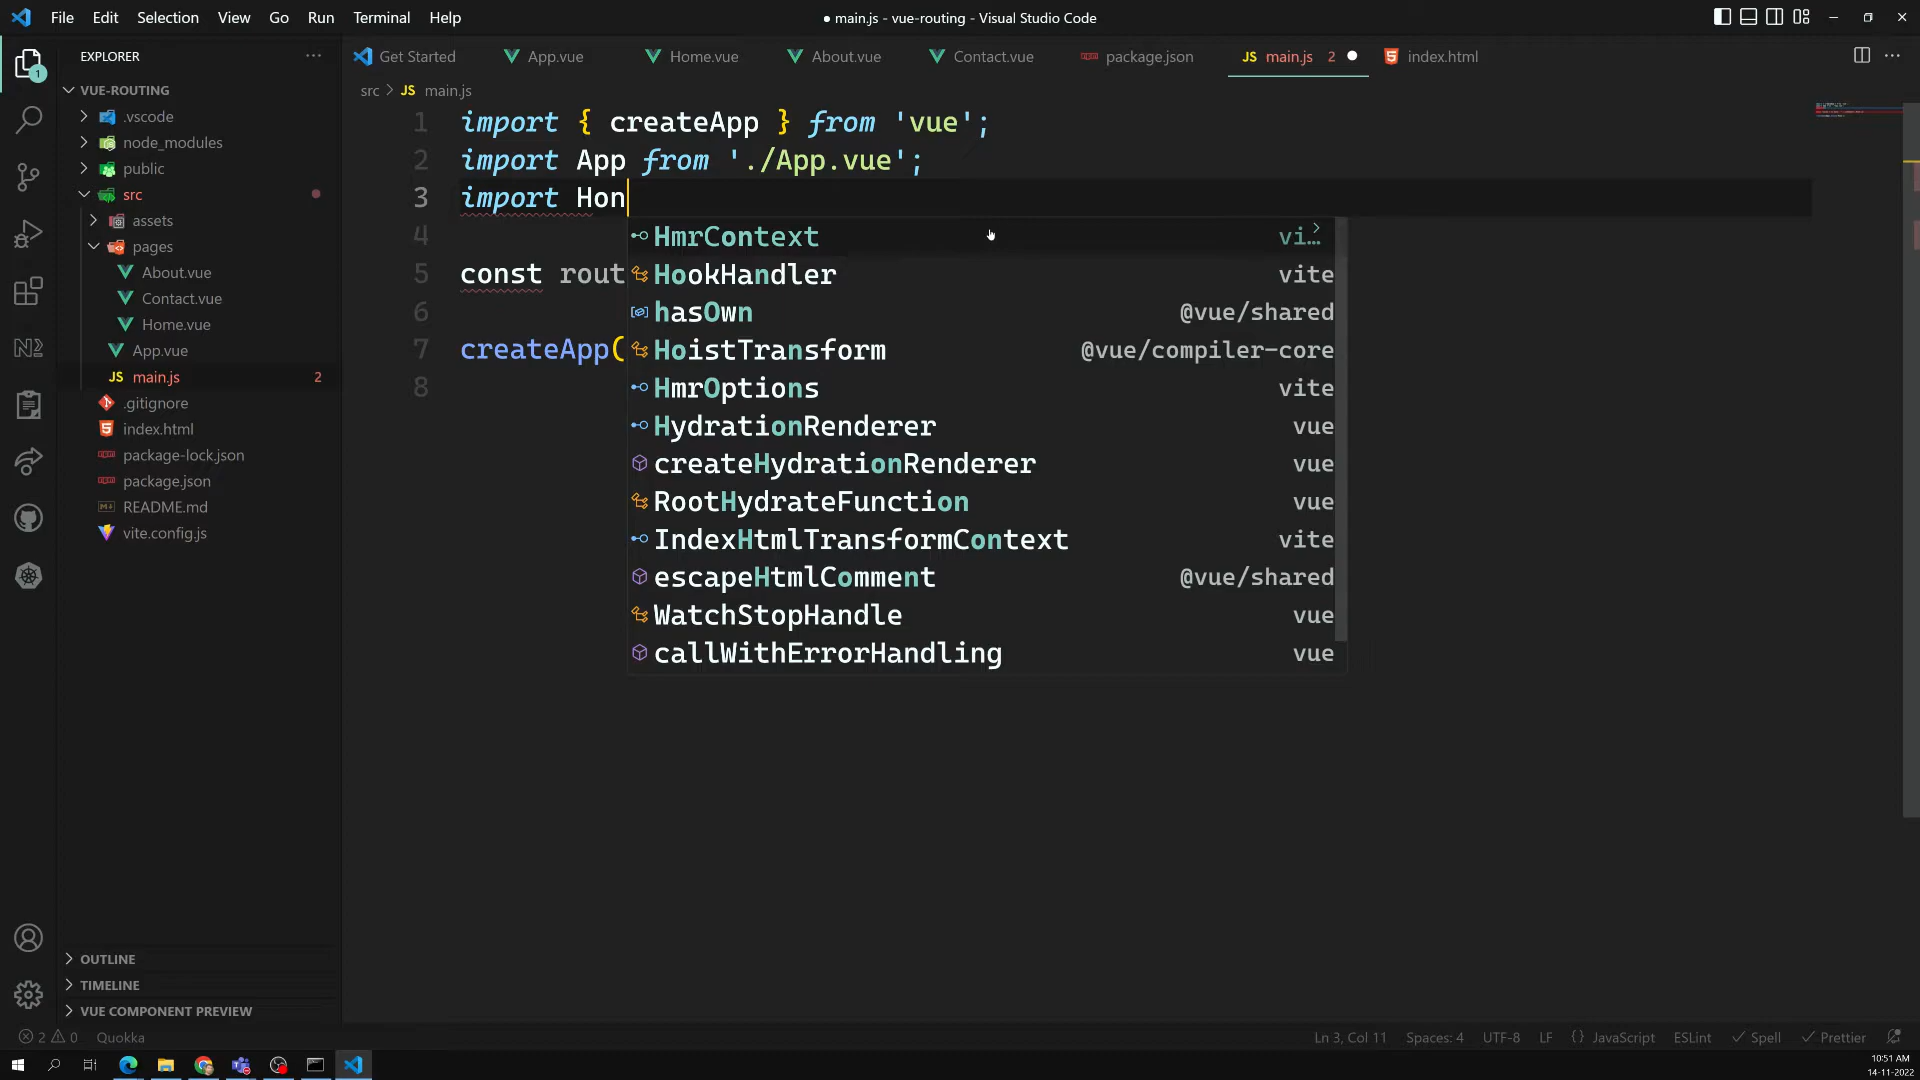 File Edit Selection View Go Run Terminal Help
● main.js - vue-routing - Visual Studio Code
EXPLORER
Get Started App.vue Home.vue About.vue Contact.vue package.json main.js 2 index.html
1
VUE-ROUTING
.vscode
node_modules
public
src
assets
pages
About.vue
Contact.vue
Home.vue
App.vue
main.js 2
.gitignore
index.html
package-lock.json
package.json
README.md
vite.config.js
OUTLINE
TIMELINE
VUE COMPONENT PREVIEW
src > JS main.js
1 import { createApp } from 'vue';
2 import App from './App.vue';
3 import Hon
4
5 const rout
6
7 createApp(
8
HmrContext vi…
HookHandler vite
hasOwn @vue/shared
HoistTransform @vue/compiler-core
HmrOptions vite
HydrationRenderer vue
createHydrationRenderer vue
RootHydrateFunction vue
IndexHtmlTransformContext vite
escapeHtmlComment @vue/shared
WatchStopHandle vue
callWithErrorHandling vue
2 0 Quokka
Ln 3, Col 11 Spaces: 4 UTF-8 LF {} JavaScript ESLint Spell Prettier
10:51 AM
14-11-2022